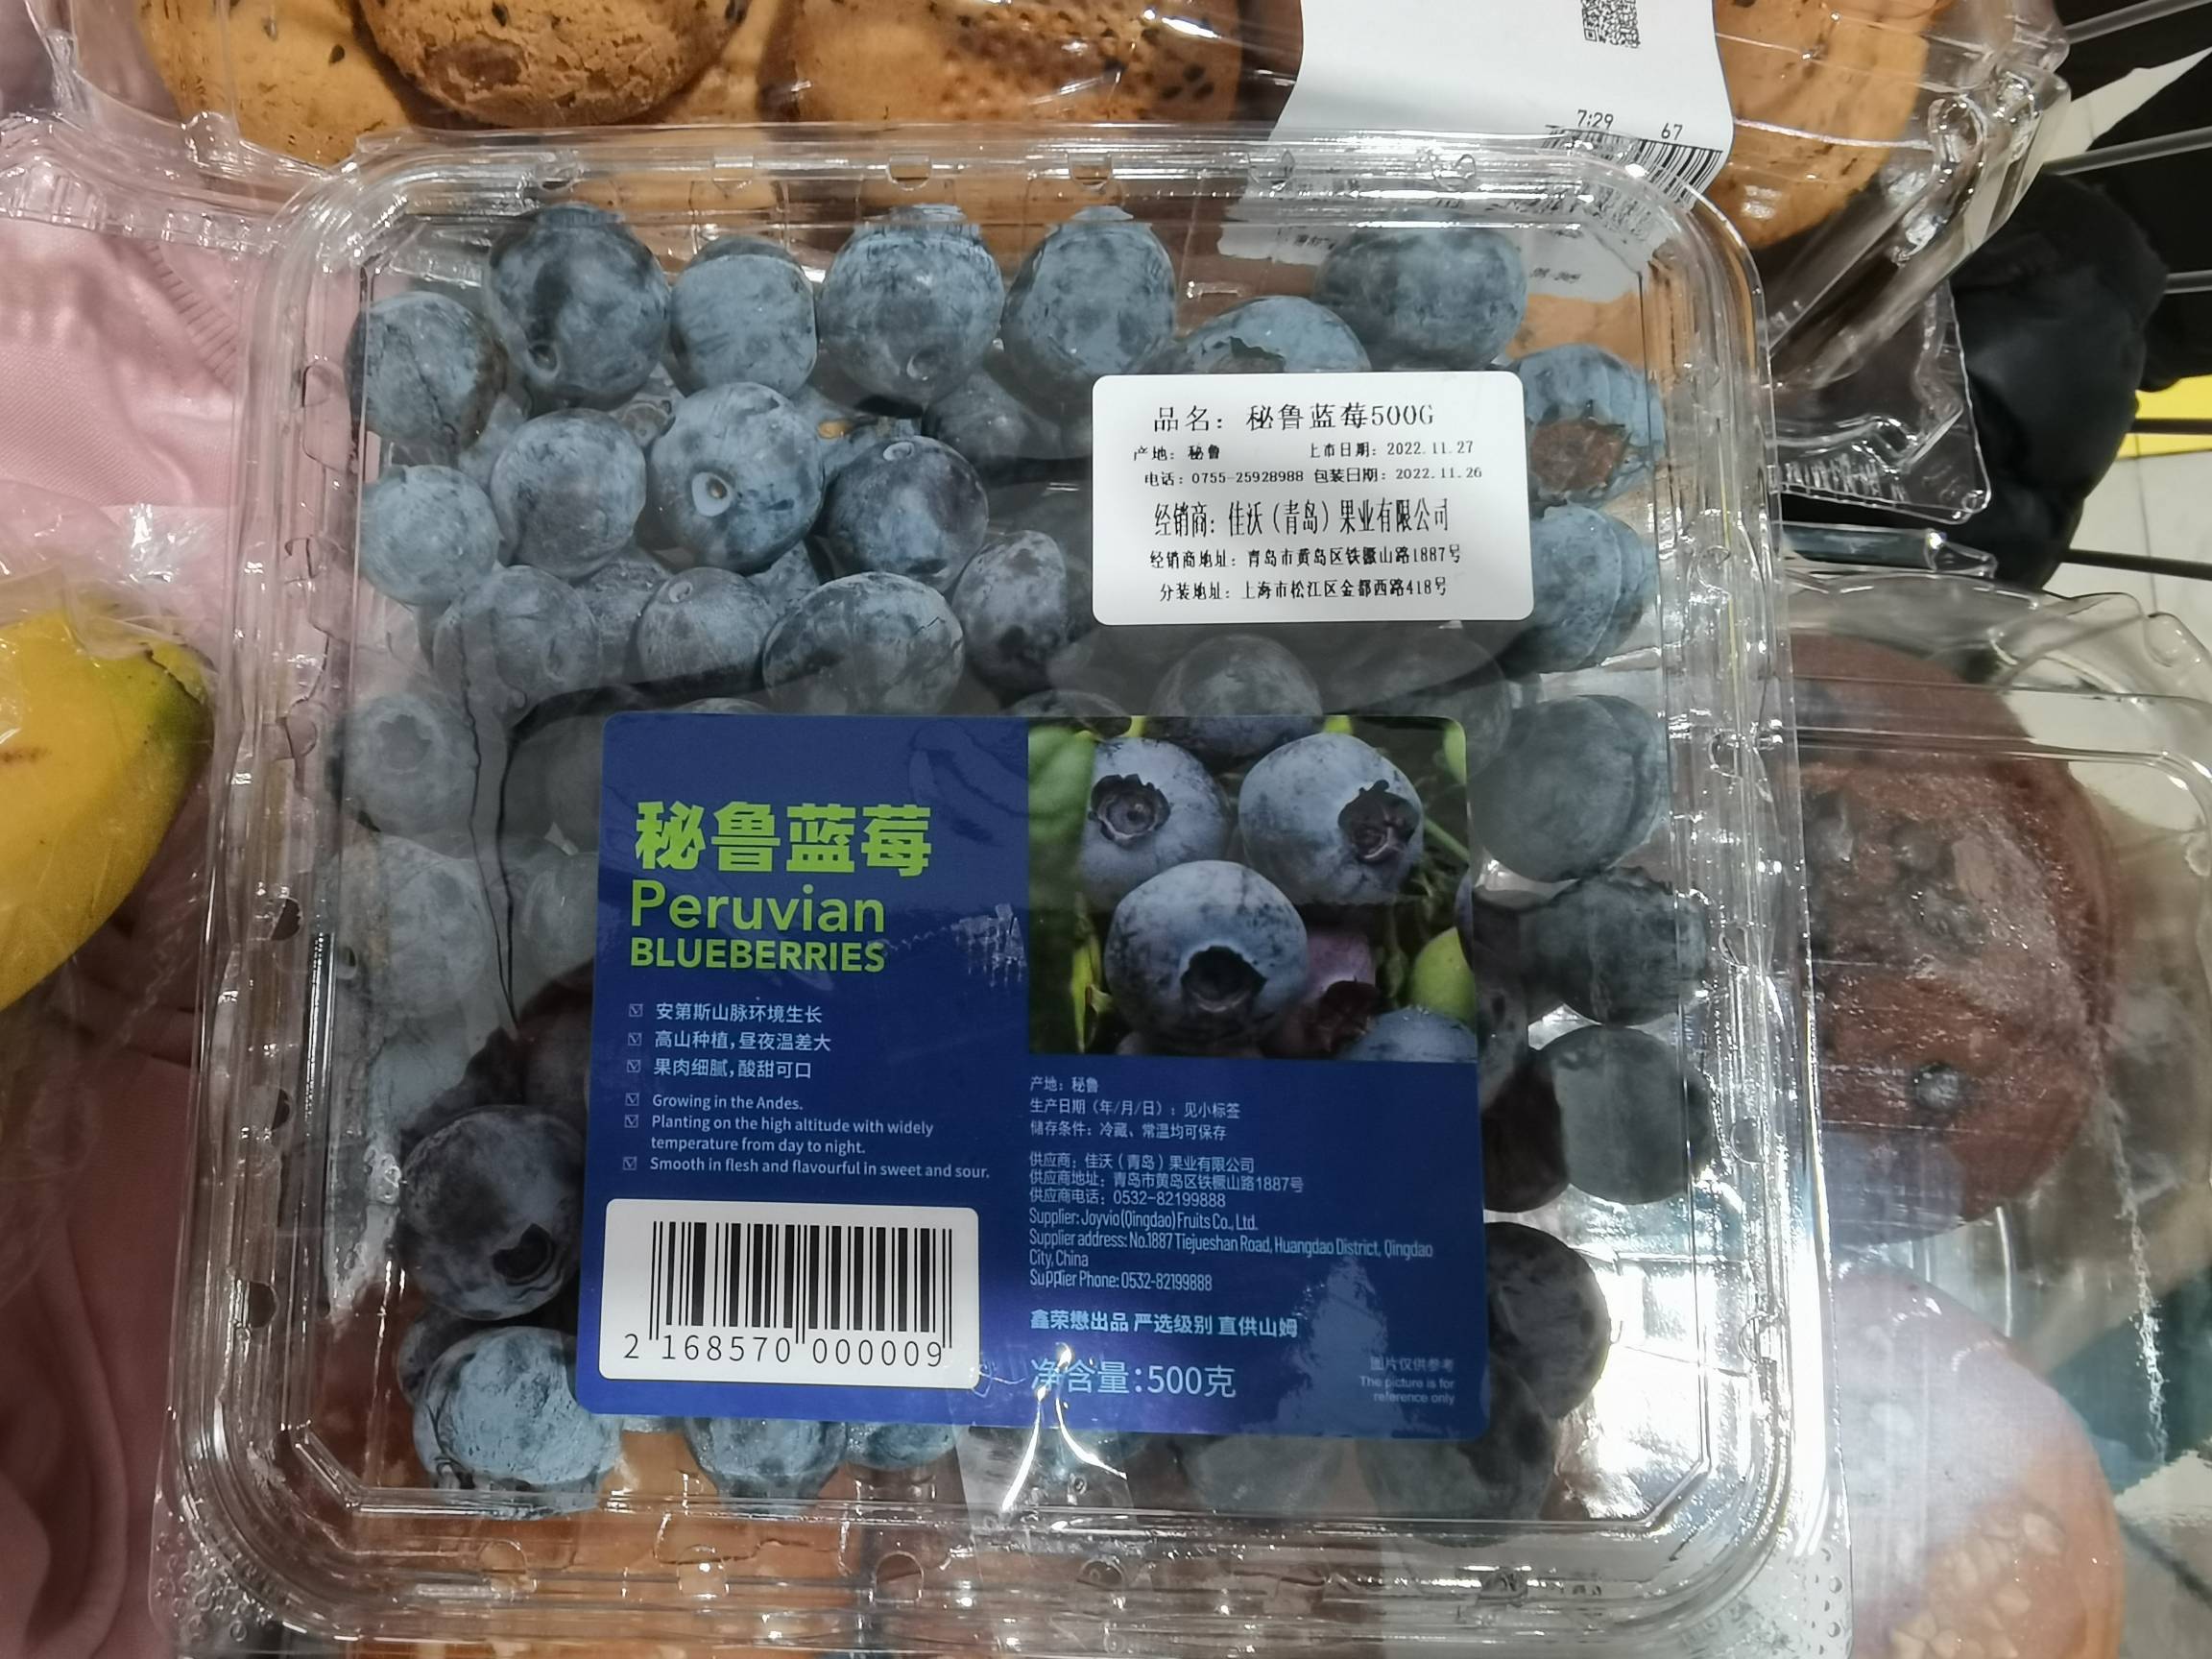 7:29 67
品名：秘鲁蓝莓500G
产地：秘鲁 上市日期：2022.11.27
电话：0755-25928988 包装日期：2022.11.26
经销商：佳沃（青岛）果业有限公司
经销商地址：青岛市黄岛区铁橛山路1887号
分装地址：上海市松江区金都西路418号
秘鲁蓝莓
Peruvian
BLUEBERRIES
安第斯山脉环境生长
高山种植，昼夜温差大
果肉细腻，酸甜可口
Growing in the Andes.
Planting on the high altitude with widely
temperature from day to night.
Smooth in flesh and flavourful in sweet and sour.
2 168570 000009
产地：秘鲁
生产日期（年/月/日）：见小标签
储存条件：冷藏、常温均可保存
供应商：佳沃（青岛）果业有限公司
供应商地址：青岛市黄岛区铁橛山路1887号
供应商电话：0532-82199888
Supplier: Joyvio (Qingdao) Fruits Co., Ltd.
Supplier address: No.1887 Tiejueshan Road, Huangdao District, Qingdao
City, China
Supplier Phone: 0532-82199888
鑫荣懋出品 严选级别 直供山姆
净含量：500克
图片仅供参考
The picture is for
reference only